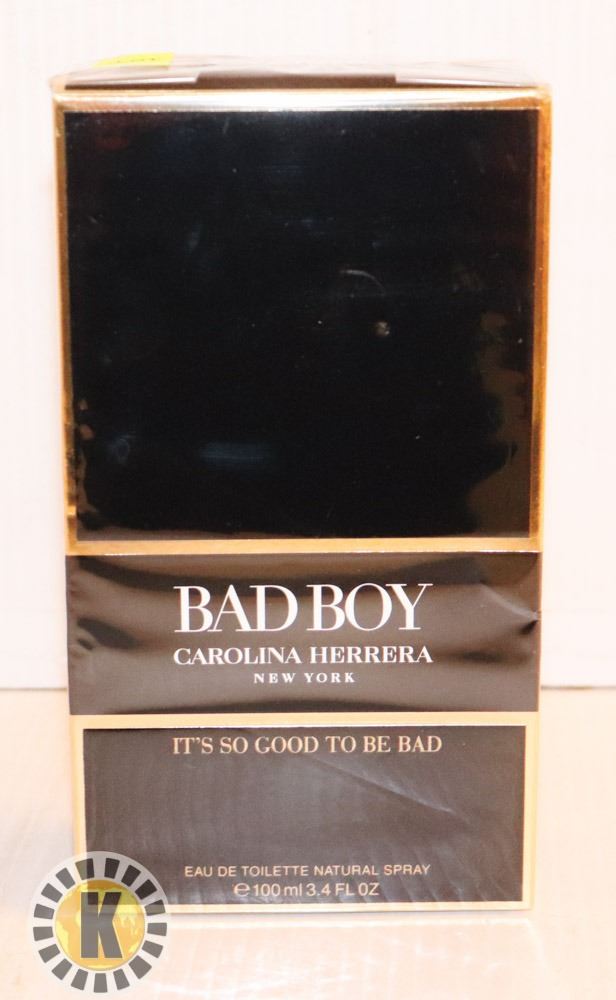 BAD BOY
CAROLINA HERRERA
NEW YORK
IT'S SO GOOD TO BE BAD
EAU DE TOILETTE NATURAL SPRAY
℮100 ml 3.4 FL OZ
K